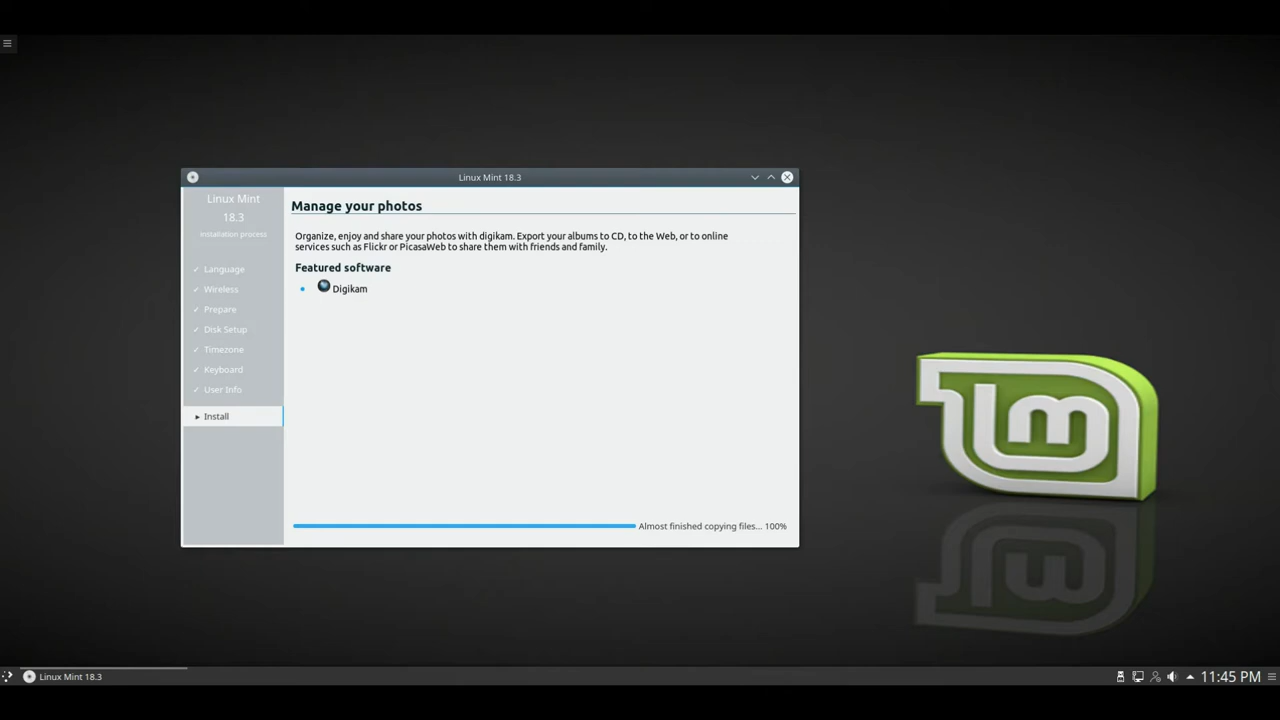 Linux Mint 18.3
Linux Mint
18.3
installation process
✓ Language
✓ Wireless
✓ Prepare
✓ Disk Setup
✓ Timezone
✓ Keyboard
✓ User Info
▸ Install
Manage your photos
Organize, enjoy and share your photos with digikam. Export your albums to CD, to the Web, or to online
services such as Flickr or PicasaWeb to share them with friends and family.
Featured software
Digikam
Almost finished copying files... 100%
lm
Linux Mint 18.3
11:45 PM